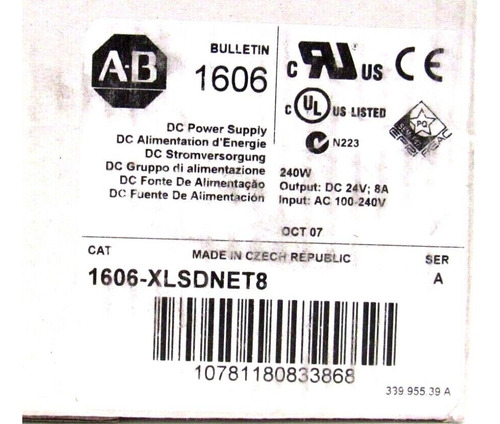 A-B
BULLETIN
1606
c RU US CE
c UL US LISTED
N223
DC Power Supply
DC Alimentation d'Energie
DC Stromversorgung
DC Gruppo di alimentazione
DC Fonte De Alimentação
DC Fuente De Alimentación
240W
Output: DC 24V; 8A
Input: AC 100-240V
OCT 07
CAT
MADE IN CZECH REPUBLIC
SER
1606-XLSDNET8
A
10781180833868
339 955 39 A